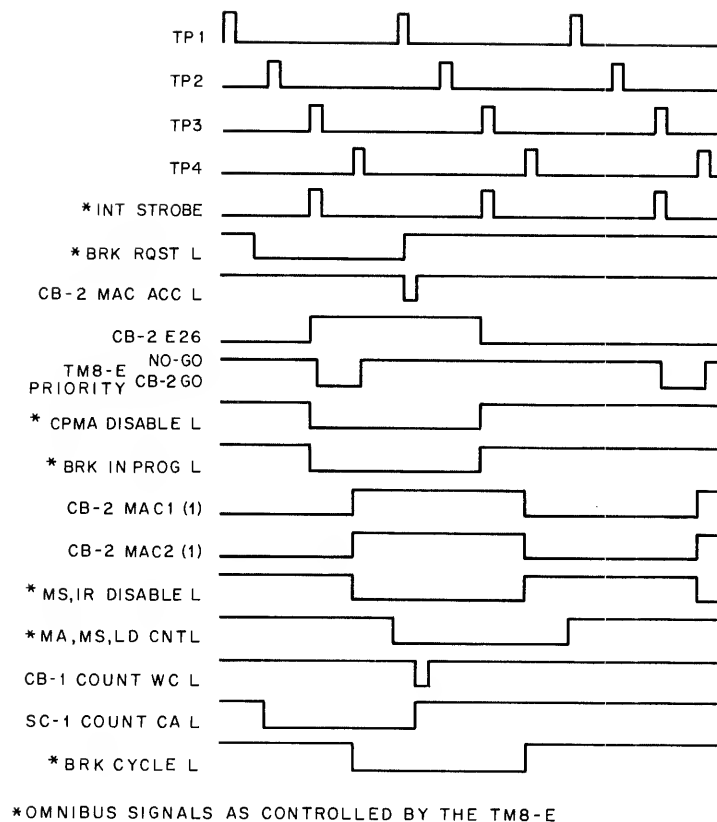 TP1
TP2
TP3
TP4
* INT STROBE
* BRK RQST L
CB-2 MAC ACC L
CB-2 E26
TM8-E NO-GO
PRIORITY CB-2 GO
* CPMA DISABLE L
* BRK IN PROG L
CB-2 MAC1 (1)
CB-2 MAC2 (1)
* MS,IR DISABLE L
* MA,MS,LD CNTL
CB-1 COUNT WC L
SC-1 COUNT CA L
* BRK CYCLE L
*OMNIBUS SIGNALS AS CONTROLLED BY THE TM8-E